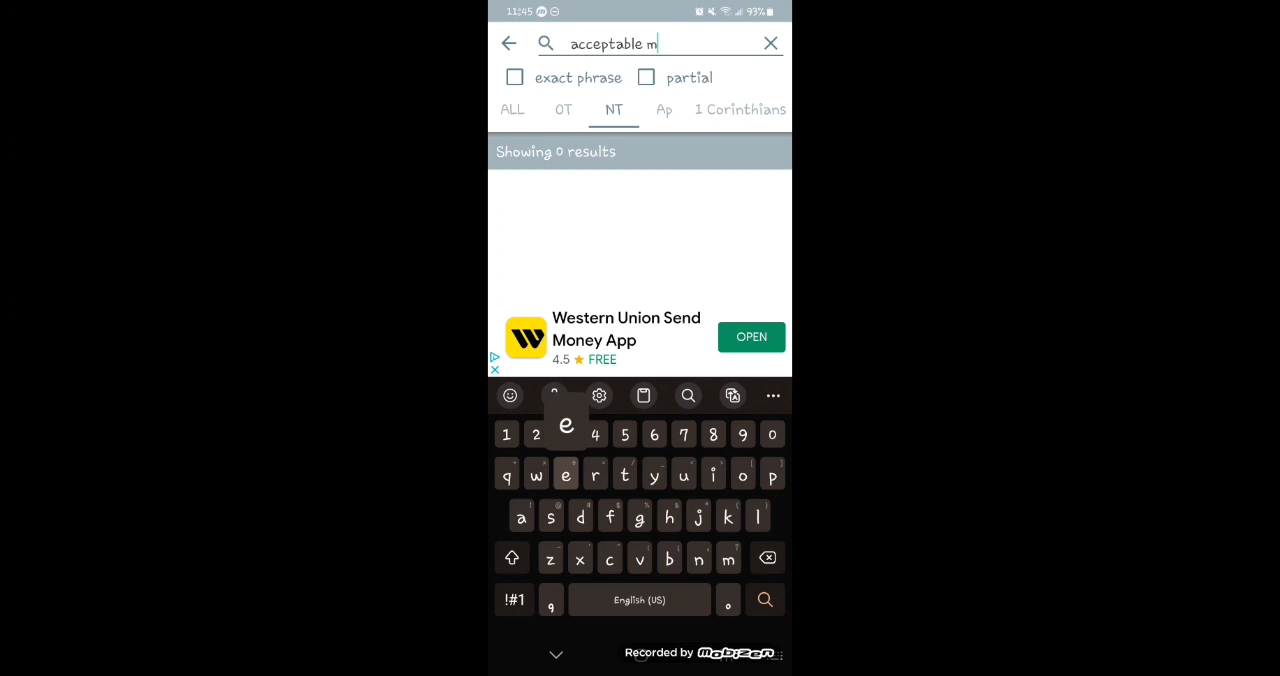 11:45 93%
acceptable m
exact phrase partial
ALL OT NT Ap 1 Corinthians
Showing 0 results
Western Union Send
Money App
4.5 ★ FREE
OPEN
e
1 2 4 5 6 7 8 9 0
q w e r t y u i o p
a s d f g h j k l
z x c v b n m
!#1 , English (US) .
Recorded by mobizen